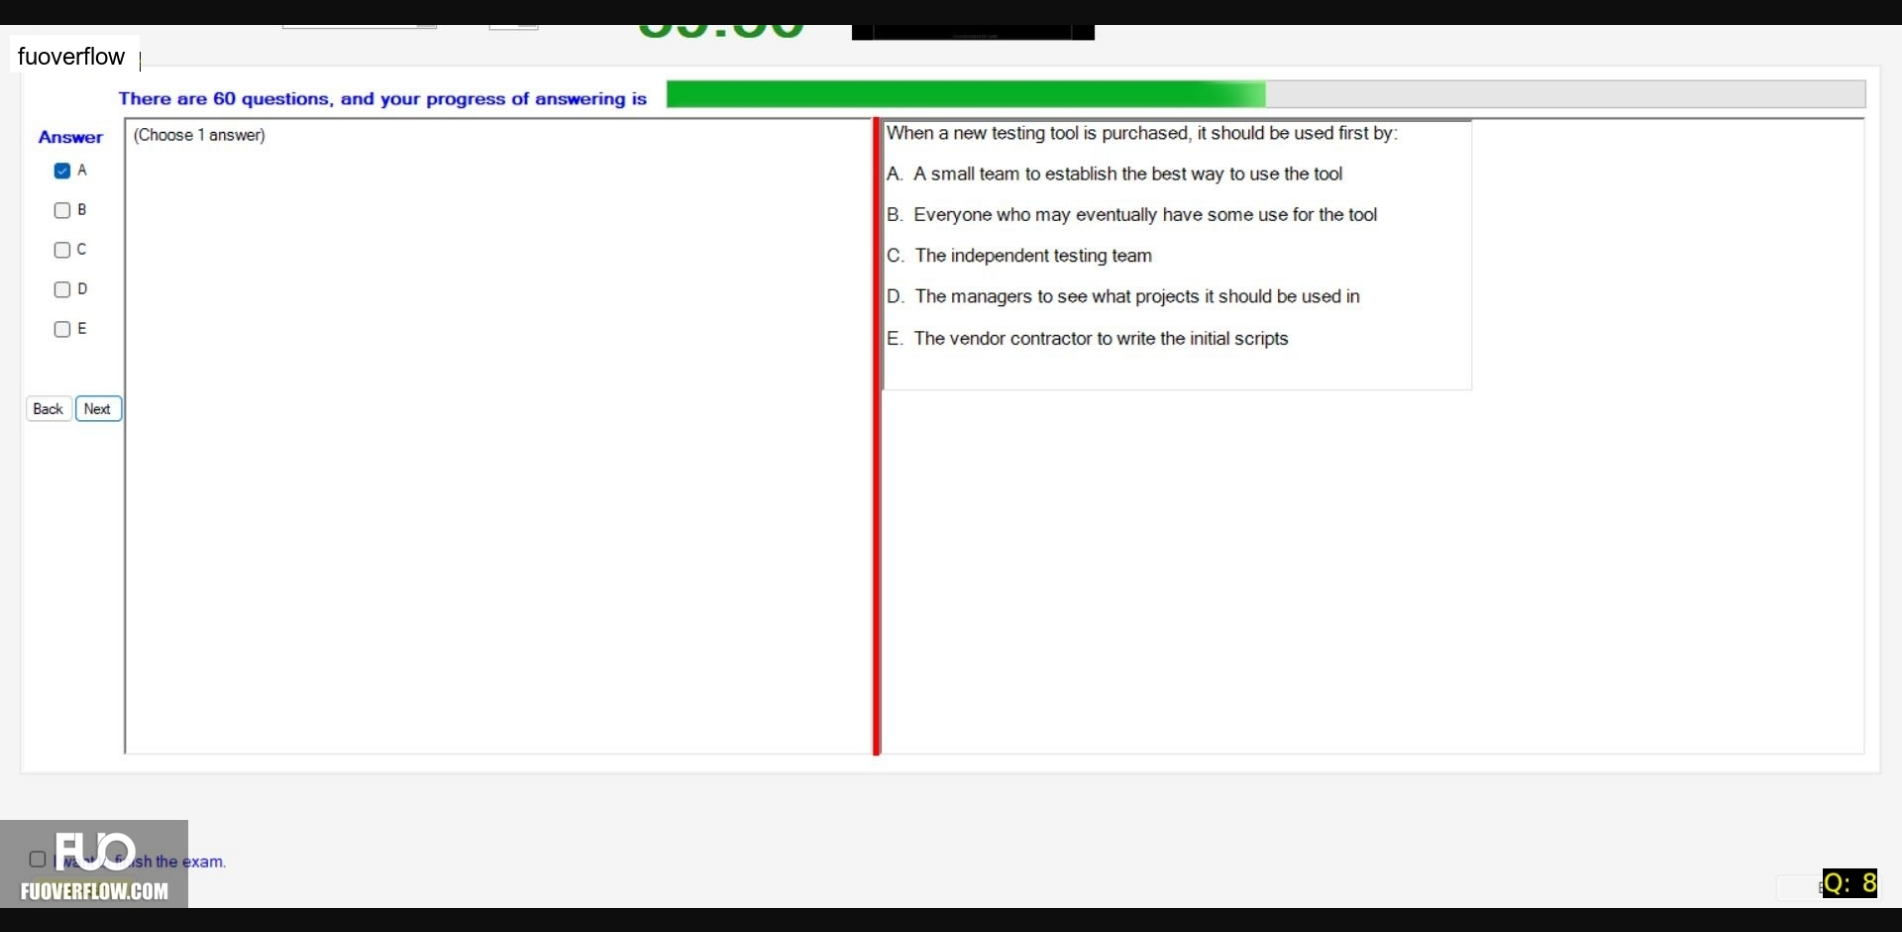 fuoverflow
There are 60 questions, and your progress of answering is
Answer
(Choose 1 answer)
A
B
C
D
E
Back Next
When a new testing tool is purchased, it should be used first by:
A. A small team to establish the best way to use the tool
B. Everyone who may eventually have some use for the tool
C. The independent testing team
D. The managers to see what projects it should be used in
E. The vendor contractor to write the initial scripts
FUO
the exam.
FUOVERFLOW.COM
Q: 8